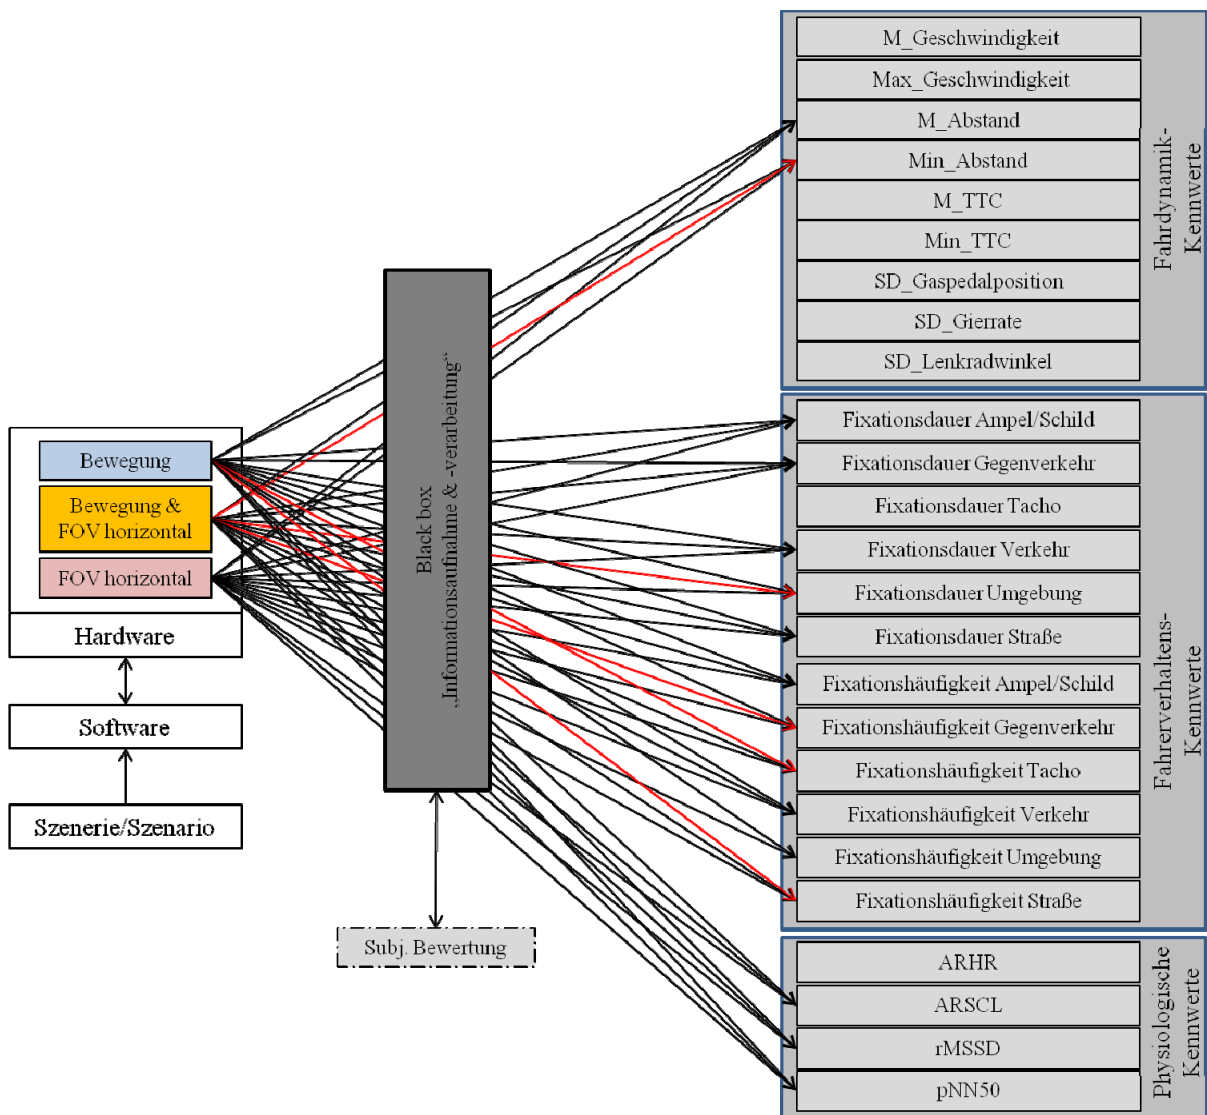 M_Geschwindigkeit
Max_Geschwindigkeit
M_Abstand
Min_Abstand
M_TTC
Min_TTC
SD_Gaspedalposition
SD_Gierrate
SD_Lenkradwinkel
Fahrdynamik-
Kennwerte
Bewegung
Bewegung &
FOV horizontal
FOV horizontal
Hardware
Software
Szenerie/Szenario
Black box
„Informationsaufnahme & -verarbeitung“
Subj. Bewertung
Fixationsdauer Ampel/Schild
Fixationsdauer Gegenverkehr
Fixationsdauer Tacho
Fixationsdauer Verkehr
Fixationsdauer Umgebung
Fixationsdauer Straße
Fixationshäufigkeit Ampel/Schild
Fixationshäufigkeit Gegenverkehr
Fixationshäufigkeit Tacho
Fixationshäufigkeit Verkehr
Fixationshäufigkeit Umgebung
Fixationshäufigkeit Straße
Fahrerverhaltens-
Kennwerte
ARHR
ARSCL
rMSSD
pNN50
Physiologische
Kennwerte